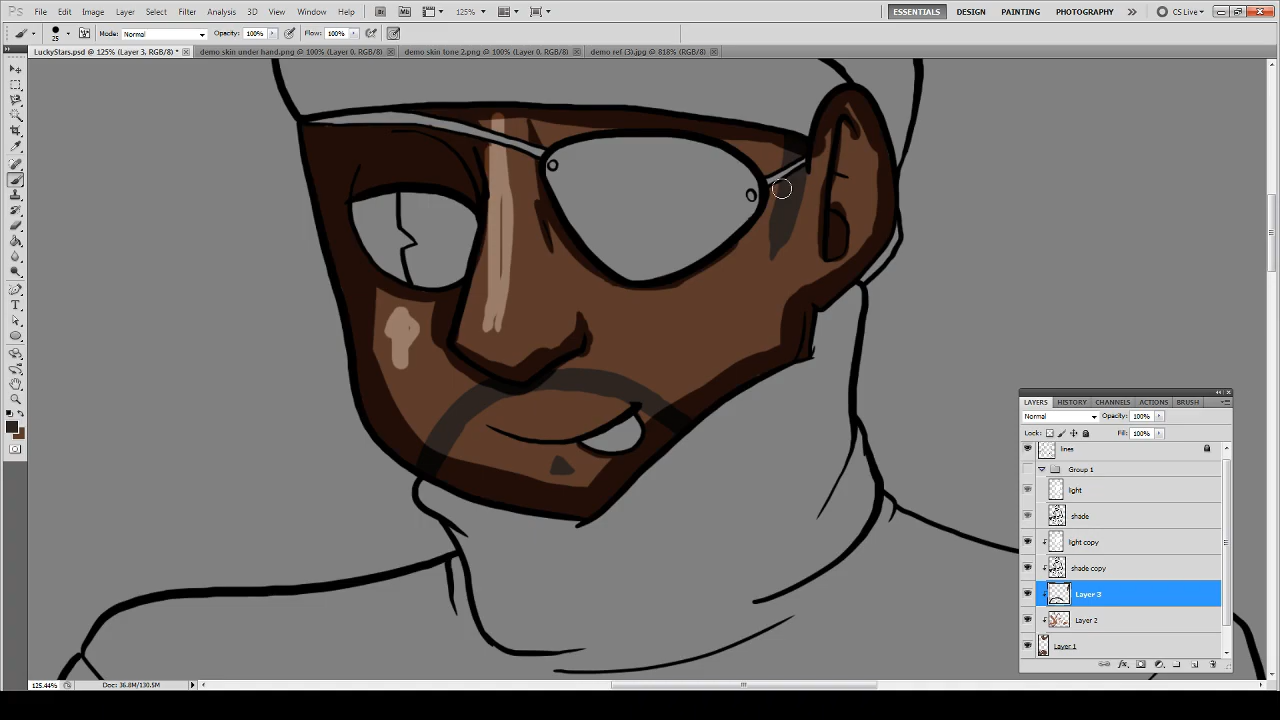 Ps File Edit Image Layer Select Filter Analysis 3D View Window Help Br Mb 125% ESSENTIALS DESIGN PAINTING PHOTOGRAPHY CS Live
25 Mode: Normal Opacity: 100% Flow: 100%
LuckyStars.psd @ 125% (Layer 3, RGB/8) * demo skin under hand.png @ 100% (Layer 0, RGB/8) demo skin tone 2.png @ 100% (Layer 0, RGB/8) demo ref (3).jpg @ 818% (RGB/8)
LAYERS HISTORY CHANNELS ACTIONS BRUSH
Normal Opacity: 100%
Lock: Fill: 100%
lines
Group 1
light
shade
light copy
shade copy
Layer 3
Layer 2
Layer 1
fx
125.44% Doc: 36.8M/130.5M